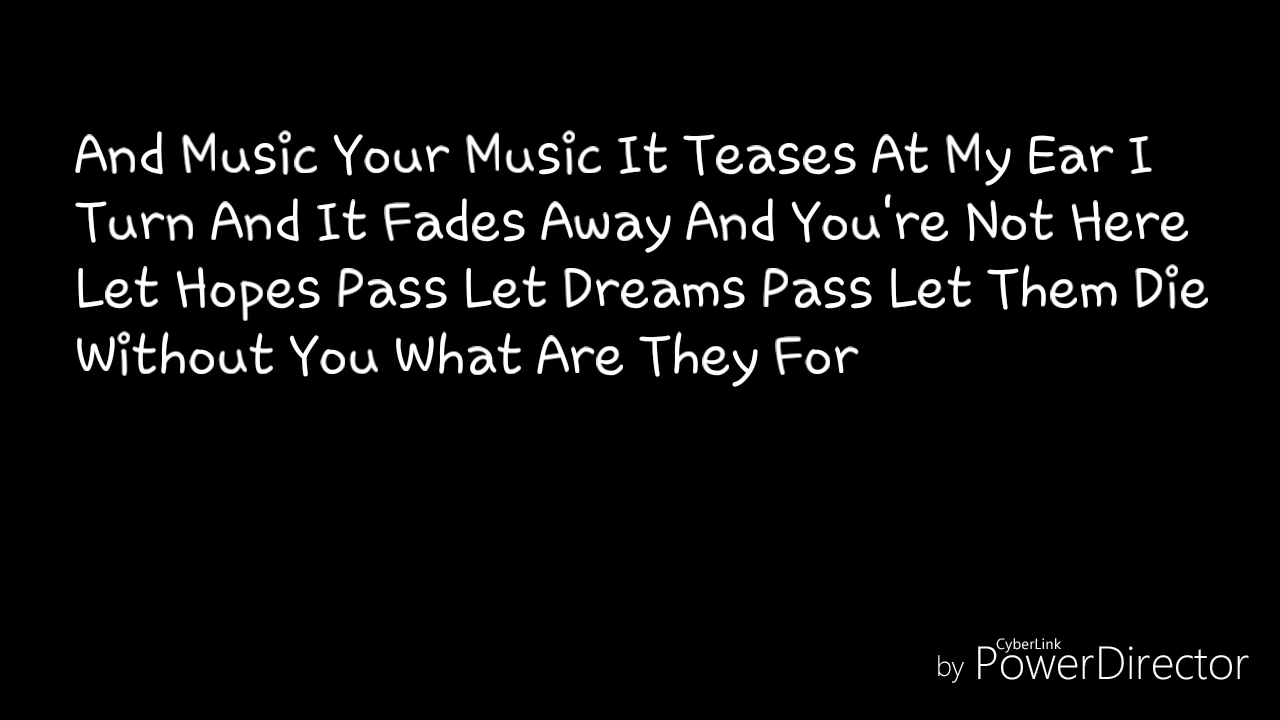 And Music Your Music It Teases At My Ear I
Turn And It Fades Away And You're Not Here
Let Hopes Pass Let Dreams Pass Let Them Die
Without You What Are They For
CyberLink
by PowerDirector